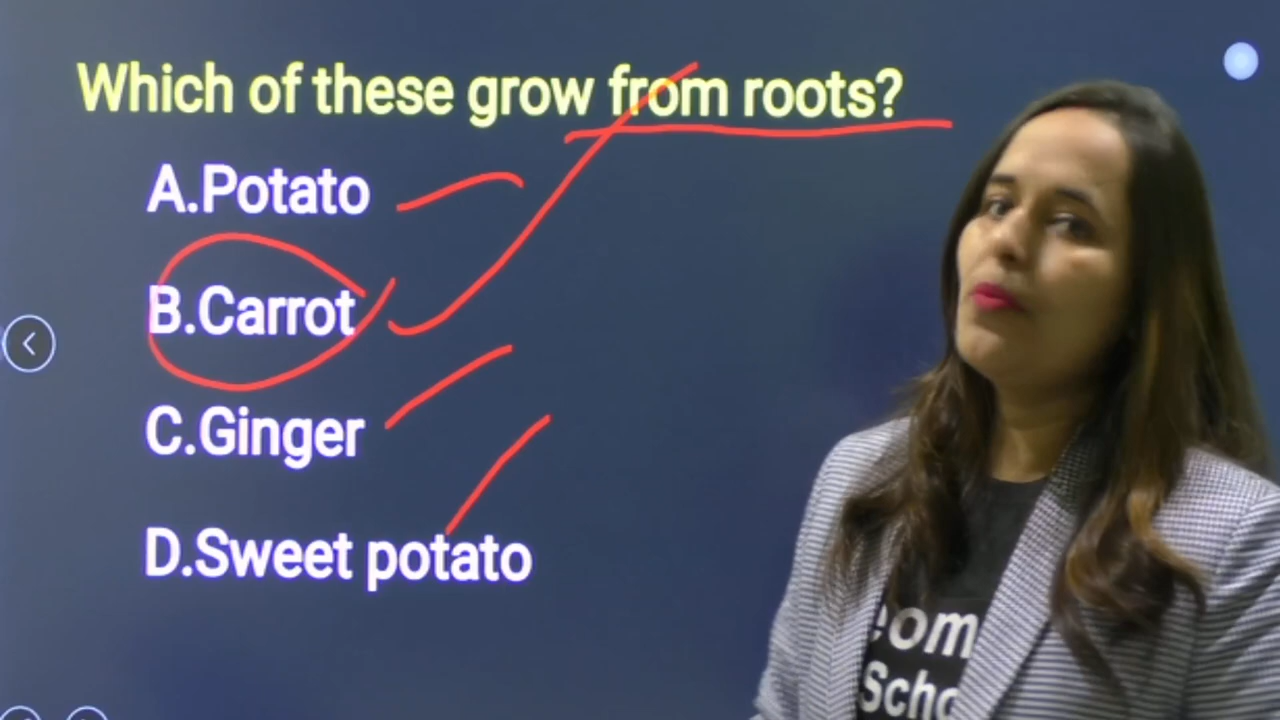 Which of these grow from roots?
A.Potato
B.Carrot
C.Ginger
D.Sweet potato